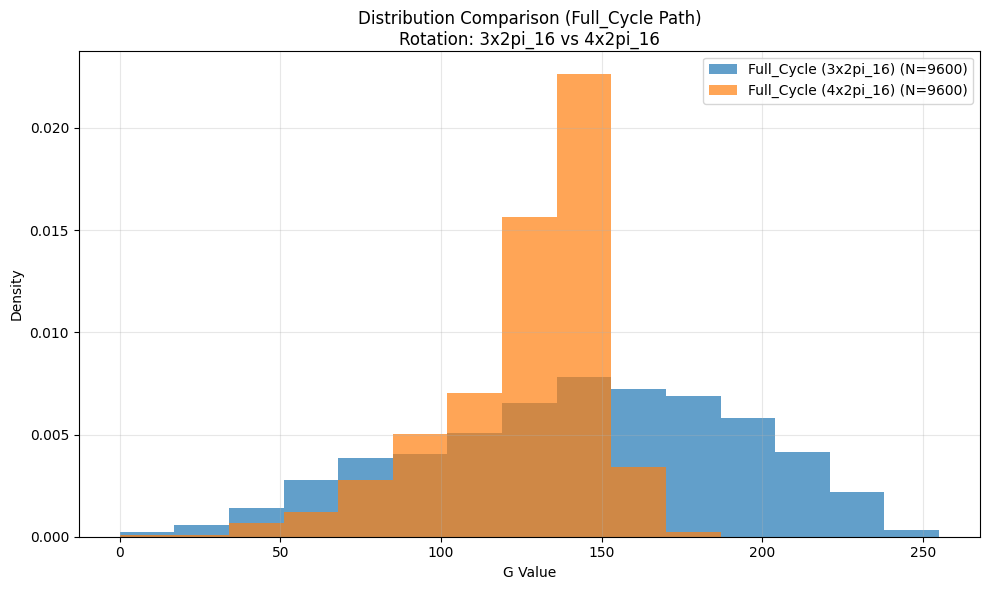 Distribution Comparison (Full_Cycle Path)
Rotation: 3x2pi_16 vs 4x2pi_16
Full_Cycle (3x2pi_16) (N=9600)
Full_Cycle (4x2pi_16) (N=9600)
Density
0.020
0.015
0.010
0.005
0.000
0 50 100 150 200 250
G Value